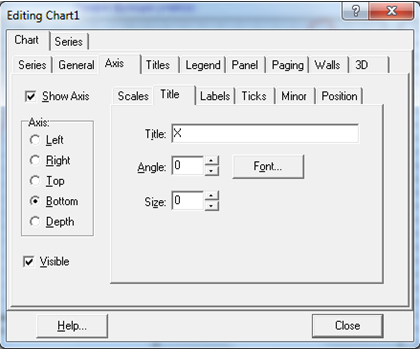 Editing Chart1
Chart Series
Series General Axis Titles Legend Panel Paging Walls 3D
Show Axis
Scales Title Labels Ticks Minor Position
Axis:
Left
Right
Top
Bottom
Depth
Title: X
Angle: 0 Font...
Size: 0
Visible
Help... Close